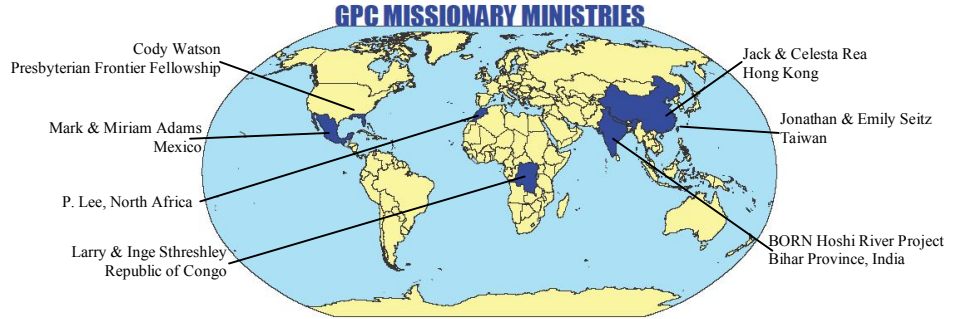 GPC MISSIONARY MINISTRIES
Cody Watson
Presbyterian Frontier Fellowship
Mark & Miriam Adams
Mexico
P. Lee, North Africa
Larry & Inge Sthreshley
Republic of Congo
Jack & Celesta Rea
Hong Kong
Jonathan & Emily Seitz
Taiwan
BORN Hoshi River Project
Bihar Province, India